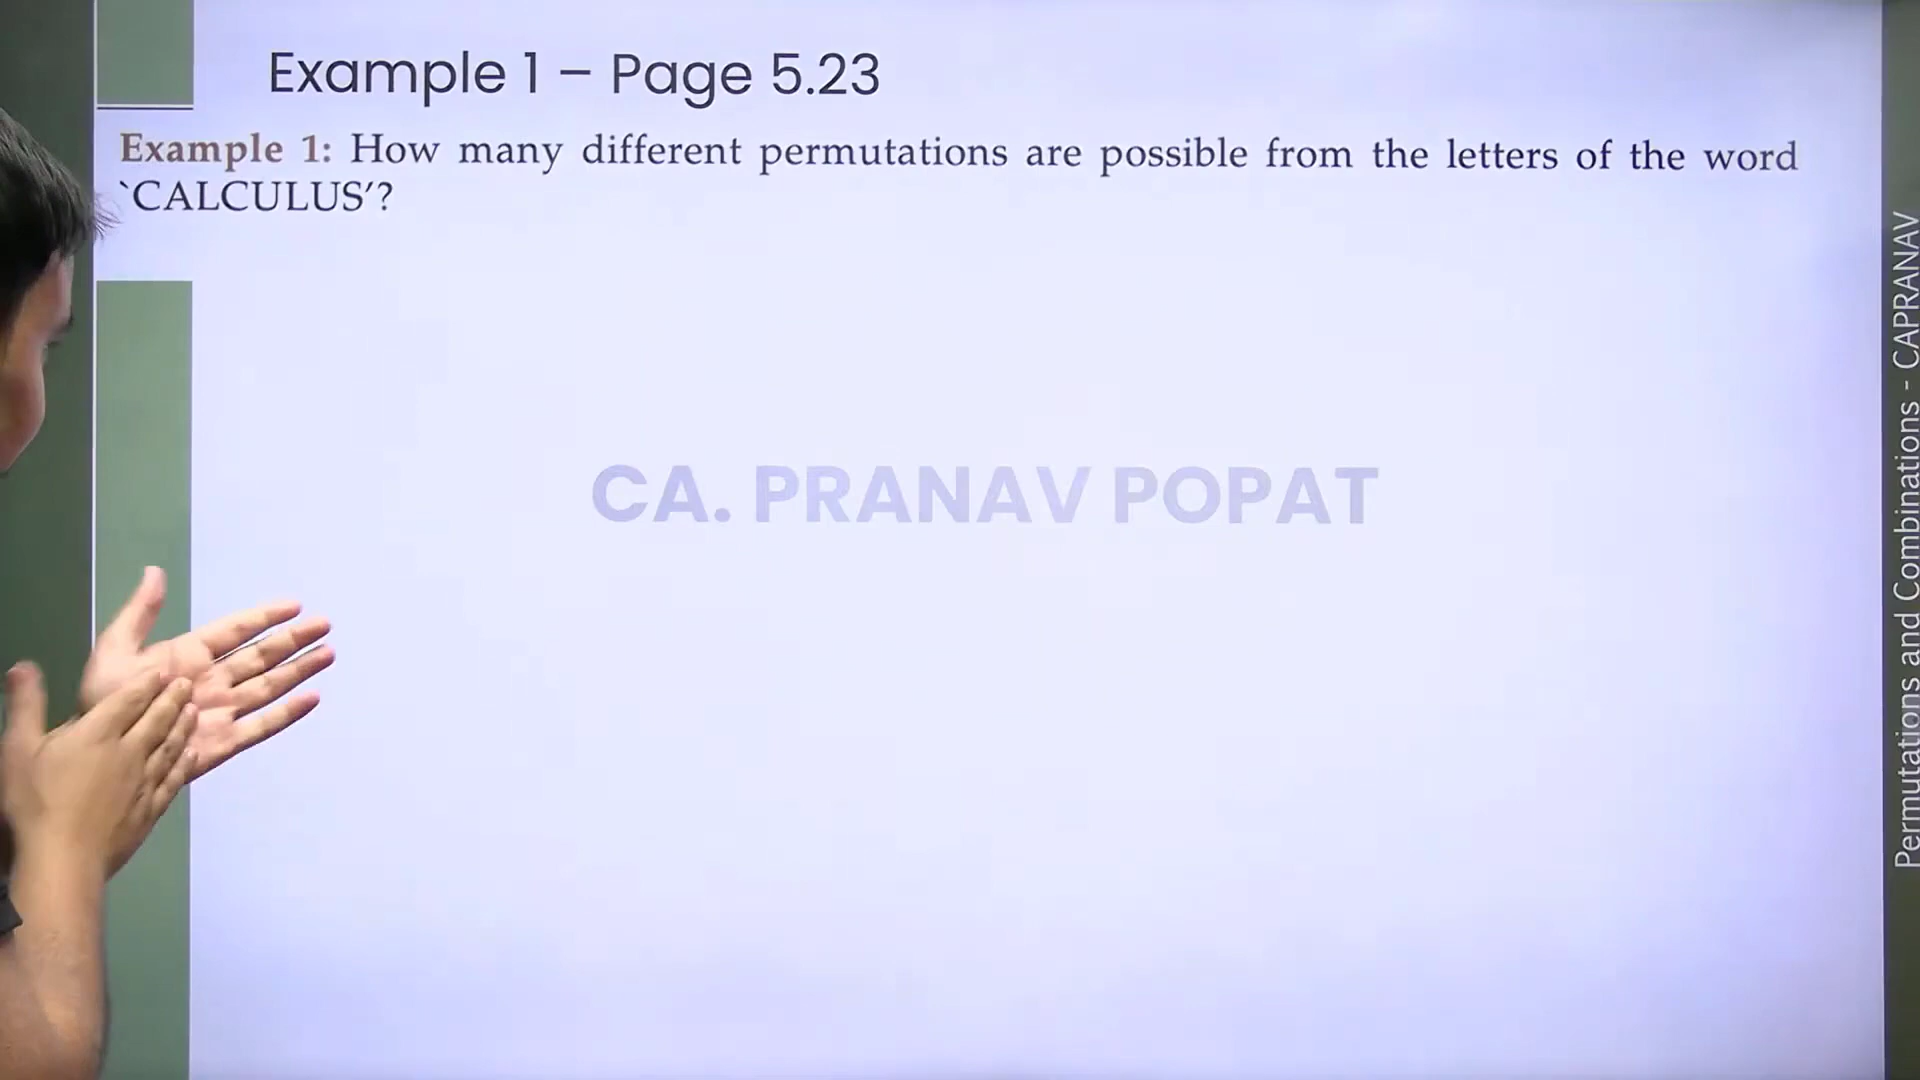 Example 1 – Page 5.23
Example 1: How many different permutations are possible from the letters of the word
`CALCULUS’?
CA. PRANAV POPAT
Permutations and Combinations - CAPRANAV